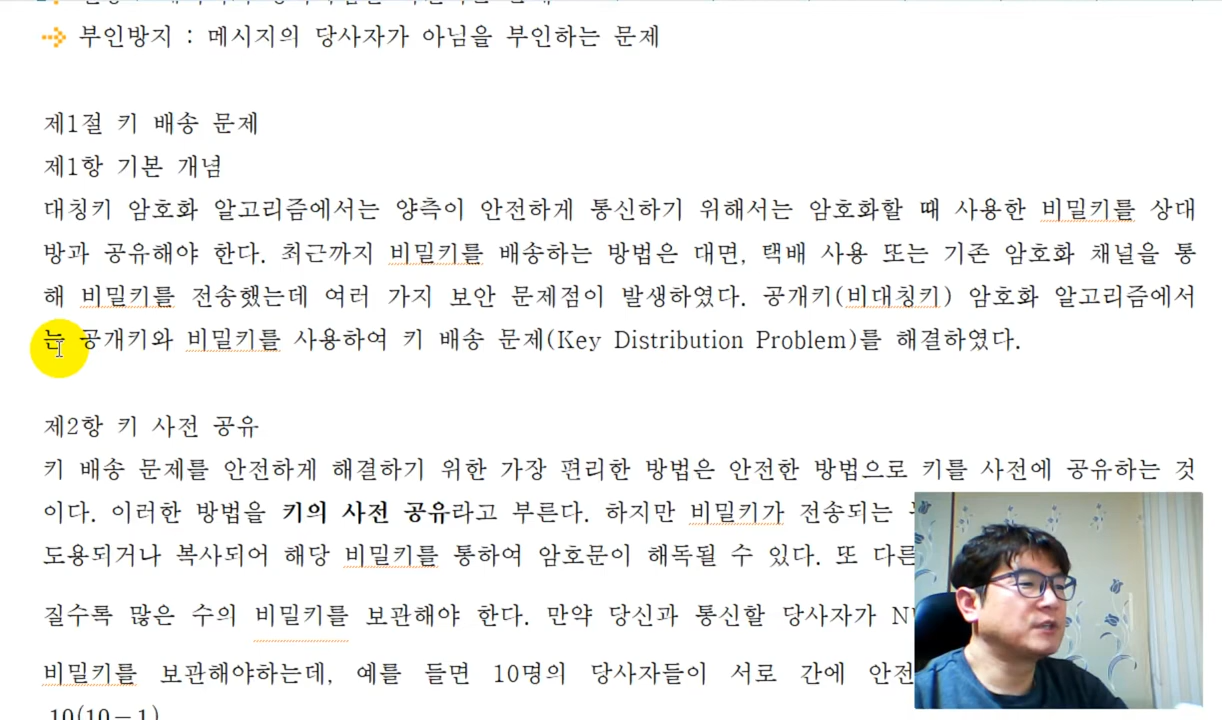 부인방지 : 메시지의 당사자가 아님을 부인하는 문제
제1절 키 배송 문제
제1항 기본 개념
대칭키 암호화 알고리즘에서는 양측이 안전하게 통신하기 위해서는 암호화할 때 사용한 비밀키를 상대
방과 공유해야 한다. 최근까지 비밀키를 배송하는 방법은 대면, 택배 사용 또는 기존 암호화 채널을 통
해 비밀키를 전송했는데 여러 가지 보안 문제점이 발생하였다. 공개키(비대칭키) 암호화 알고리즘에서
는 공개키와 비밀키를 사용하여 키 배송 문제(Key Distribution Problem)를 해결하였다.
제2항 키 사전 공유
키 배송 문제를 안전하게 해결하기 위한 가장 편리한 방법은 안전한 방법으로 키를 사전에 공유하는 것
이다. 이러한 방법을 키의 사전 공유라고 부른다. 하지만 비밀키가 전송되는
도용되거나 복사되어 해당 비밀키를 통하여 암호문이 해독될 수 있다. 또 다른
질수록 많은 수의 비밀키를 보관해야 한다. 만약 당신과 통신할 당사자가
비밀키를 보관해야하는데, 예를 들면 10명의 당사자들이 서로 간에 안전
10(10-1)